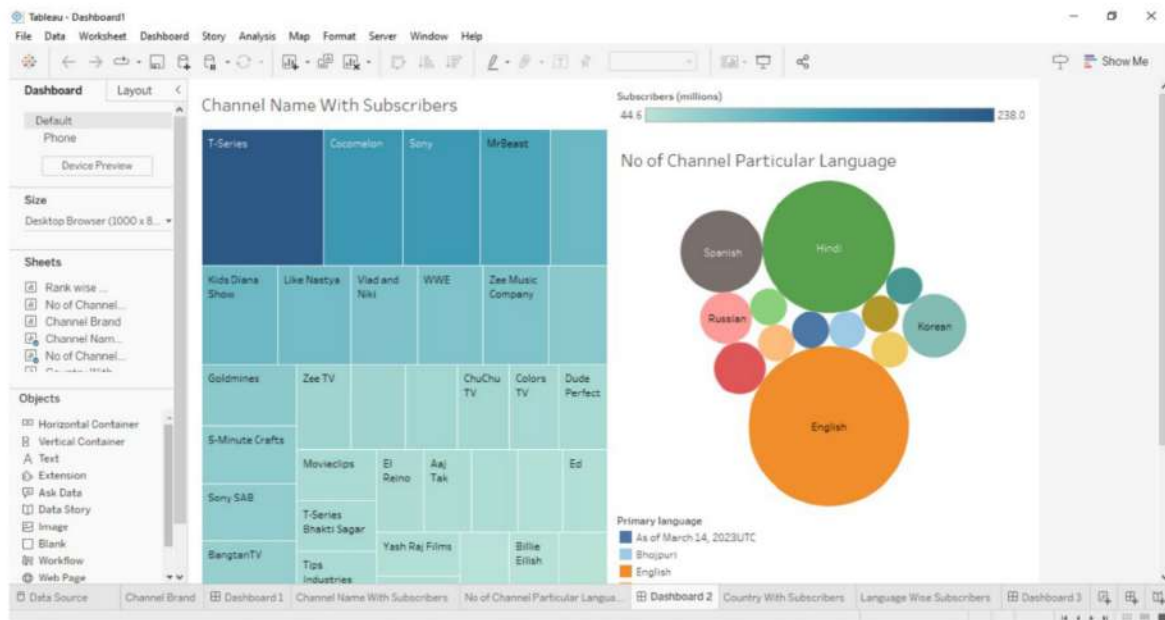 Tableau - Dashboard1
File Data Worksheet Dashboard Story Analysis Map Format Server Window Help
Show Me
Dashboard Layout
Default
Phone
Device Preview
Size
Desktop Browser (1000 x 8...
Sheets
Rank wise ...
No of Channel...
Channel Brand
Channel Nam...
No of Channel...
Objects
Horizontal Container
Vertical Container
Text
Extension
Ask Data
Data Story
Image
Blank
Workflow
Web Page
Channel Name With Subscribers
T-Series Cocomelon Sony MrBeast
Kids Diana Show
Like Nastya
Vlad and Niki
WWE
Zee Music Company
Goldmines
Zee TV
ChuChu TV
Colors TV
Dude Perfect
5-Minute Crafts
Movieclips
El Reino
Aaj Tak
Ed
Sony SAB
T-Series Bhakti Sagar
BangtanTV
Tips Industries
Yash Raj Films
Billie Eilish
Subscribers (millions)
44.6 238.0
No of Channel Particular Language
Spanish
Hindi
Russian
Korean
English
Primary language
As of March 14, 2023UTC
Bhojpuri
English
Data Source Channel Brand Dashboard 1 Channel Name With Subscribers No of Channel Particular Langua... Dashboard 2 Country With Subscribers Language Wise Subscribers Dashboard 3